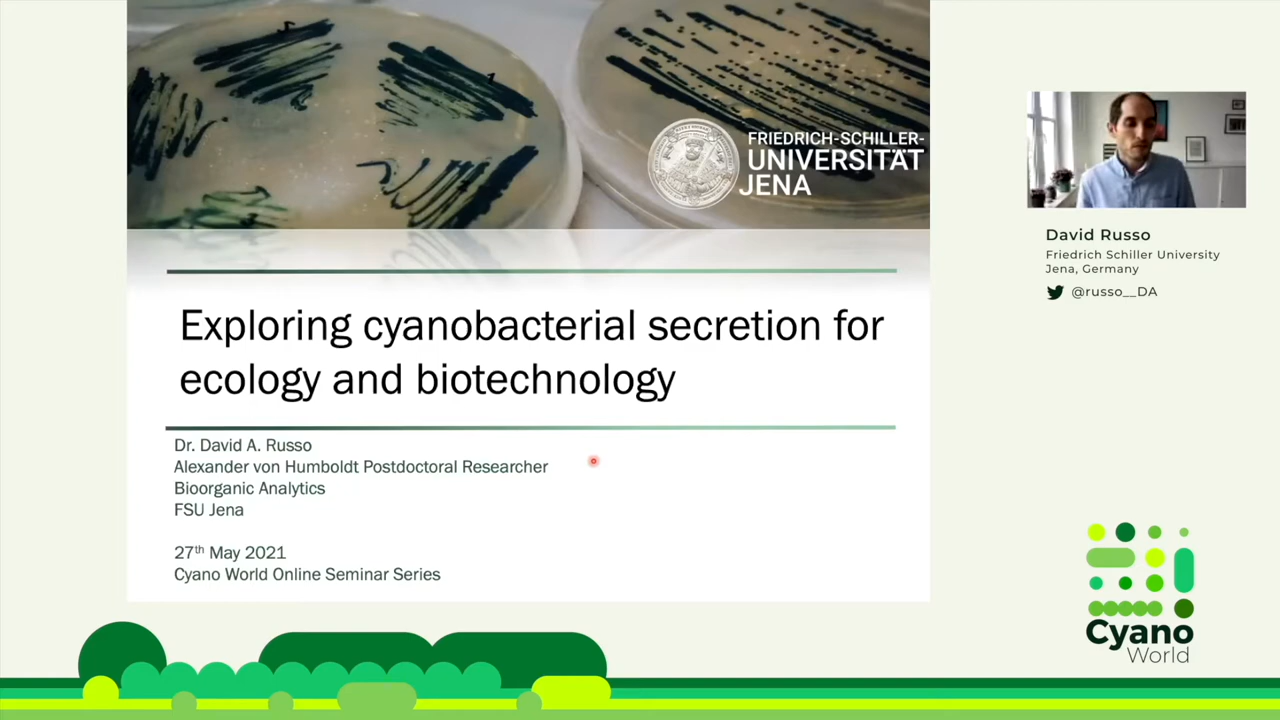 FRIEDRICH-SCHILLER-
UNIVERSITÄT
JENA
Exploring cyanobacterial secretion for
ecology and biotechnology
Dr. David A. Russo
Alexander von Humboldt Postdoctoral Researcher
Bioorganic Analytics
FSU Jena
27th May 2021
Cyano World Online Seminar Series
David Russo
Friedrich Schiller University
Jena, Germany
@russo__DA
Cyano
World